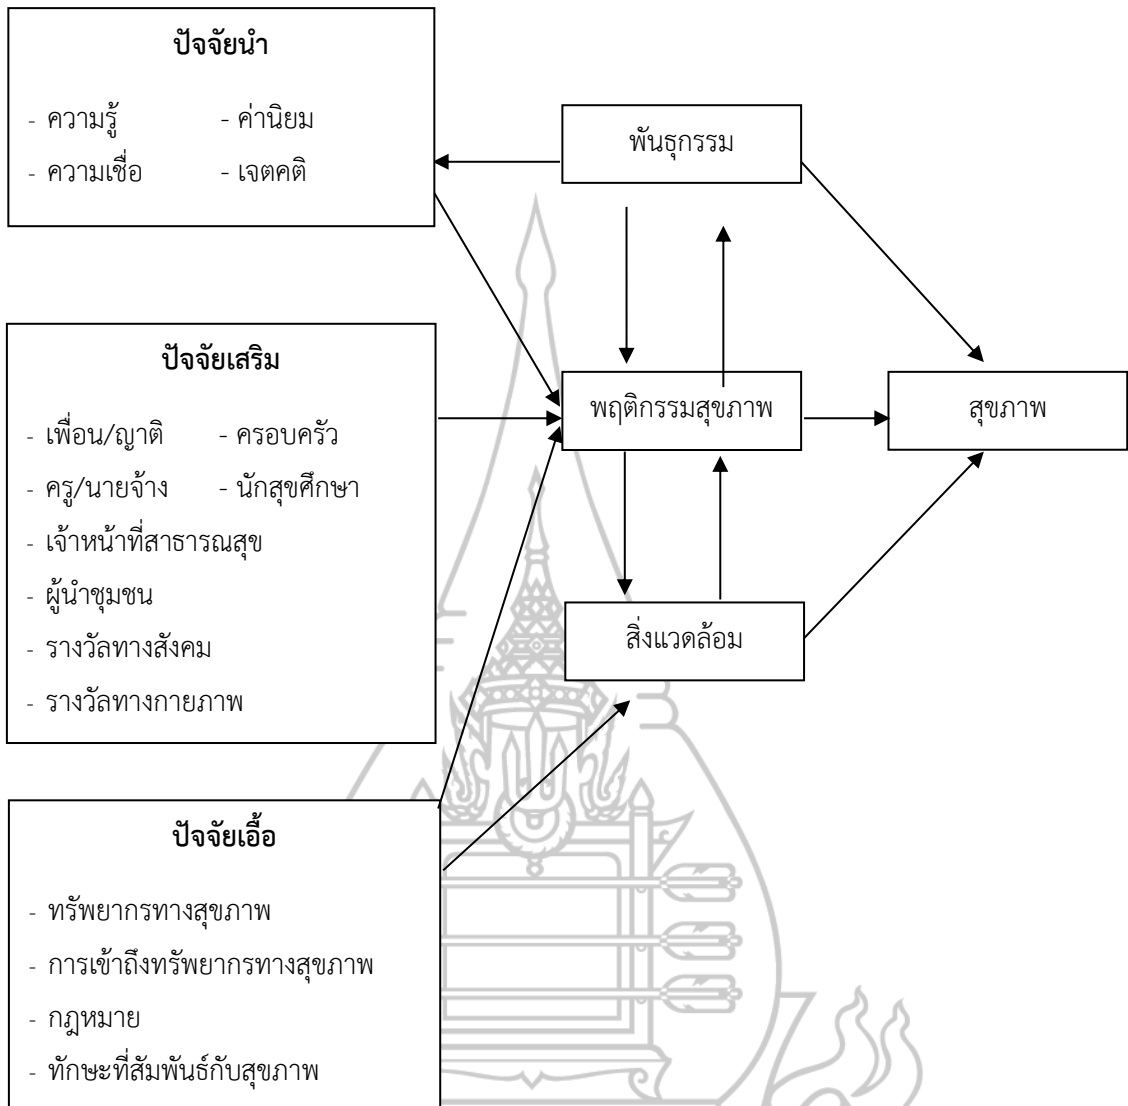 ปัจจัยนำ
- ความรู้ - ค่านิยม
- ความเชื่อ - เจตคติ
พันธุกรรม
ปัจจัยเสริม
- เพื่อน/ญาติ - ครอบครัว
- ครู/นายจ้าง - นักสุขศึกษา
- เจ้าหน้าที่สาธารณสุข
- ผู้นำชุมชน
- รางวัลทางสังคม
- รางวัลทางกายภาพ
พฤติกรรมสุขภาพ
สุขภาพ
สิ่งแวดล้อม
ปัจจัยเอื้อ
- ทรัพยากรทางสุขภาพ
- การเข้าถึงทรัพยากรทางสุขภาพ
- กฎหมาย
- ทักษะที่สัมพันธ์กับสุขภาพ